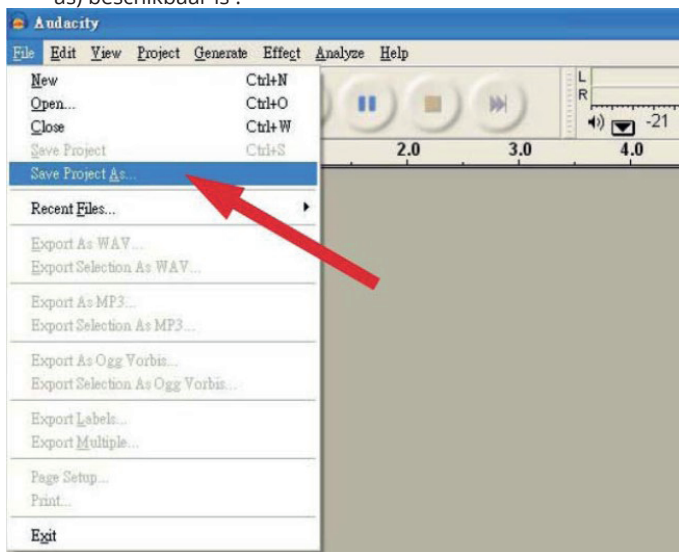 as) beschikbaar is .
Audacity
File Edit View Project Generate Effect Analyze Help
New Ctrl+N
Open... Ctrl+O
Close Ctrl+W
Save Project Ctrl+S
Save Project As...
Recent Files...
Export As WAV...
Export Selection As WAV...
Export As MP3...
Export Selection As MP3...
Export As Ogg Vorbis...
Export Selection As Ogg Vorbis...
Export Labels...
Export Multiple...
Page Setup...
Print...
Exit
L
R
-21
2.0 3.0 4.0